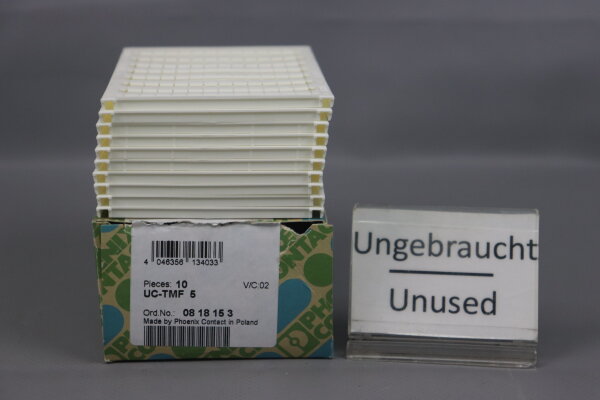 4 046356 134033
Pieces: 10
V/C:02
UC-TMF 5
Ord.No.: 08 18 15 3
Made by Phoenix Contact in Poland
Ungebraucht
Unused